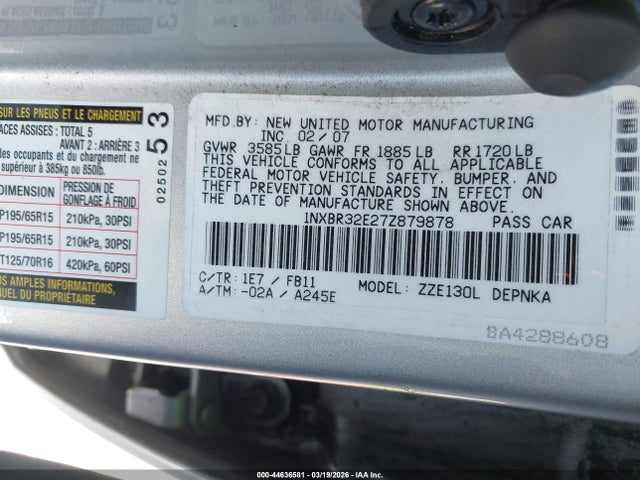 SUR LES PNEUS ET LE CHARGEMENT
ACES ASSISES: TOTAL 5
AVANT 2: ARRIÈRE 3
des occupants et du chargement ne
supérieur à 385kg ou 850lb.
DIMENSION PRESSION DE GONFLAGE À FROID
P195/65R15 210kPa, 30PSI
P195/65R15 210kPa, 30PSI
T125/70R16 420kPa, 60PSI
AMPLES INFORMATIONS
02502 53
MFD.BY: NEW UNITED MOTOR MANUFACTURING
INC 02/07
GVWR 3585LB GAWR FR 1885LB RR 1720LB
THIS VEHICLE CONFORMS TO ALL APPLICABLE
FEDERAL MOTOR VEHICLE SAFETY, BUMPER, AND
THEFT PREVENTION STANDARDS IN EFFECT ON
THE DATE OF MANUFACTURE SHOWN ABOVE.
1NXBR32E27Z879878 PASS CAR
C/TR: 1E7 / FB11
A/TM: -02A / A245E
MODEL: ZZE130L DEPNKA
BA4288608
000-44636581 - 03/19/2026 - IAA Inc.